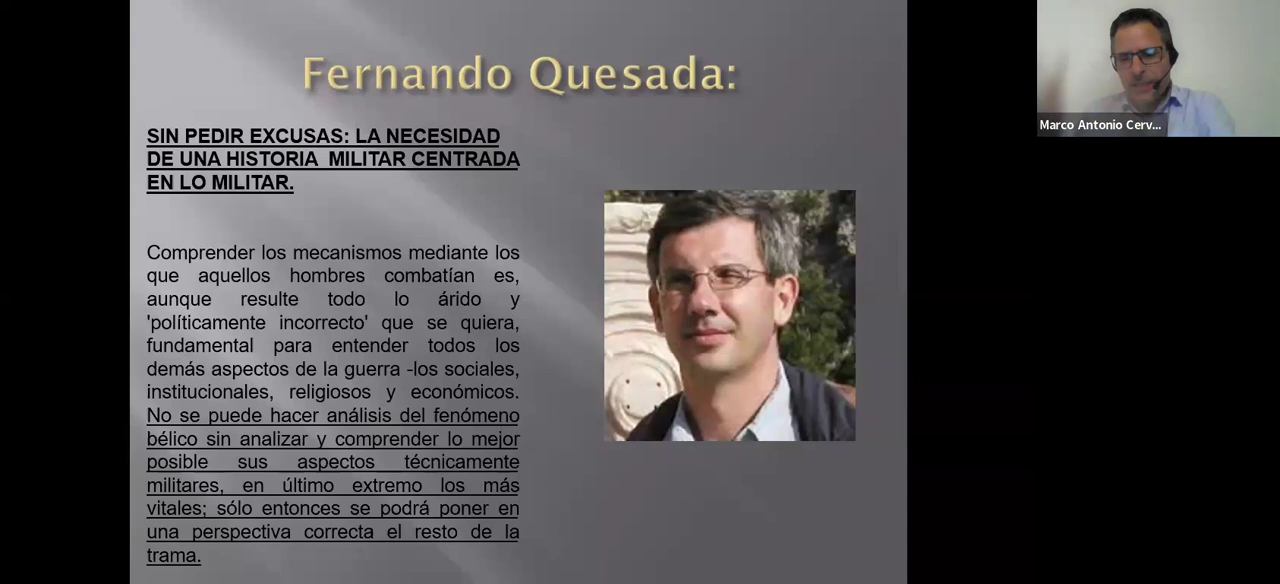 Fernando Quesada:
SIN PEDIR EXCUSAS: LA NECESIDAD
DE UNA HISTORIA MILITAR CENTRADA
EN LO MILITAR.
Comprender los mecanismos mediante los
que aquellos hombres combatían es,
aunque resulte todo lo árido y
'políticamente incorrecto' que se quiera,
fundamental para entender todos los
demás aspectos de la guerra -los sociales,
institucionales, religiosos y económicos.
No se puede hacer análisis del fenómeno
bélico sin analizar y comprender lo mejor
posible sus aspectos técnicamente
militares, en último extremo los más
vitales; sólo entonces se podrá poner en
una perspectiva correcta el resto de la
trama.
Marco Antonio Cerv...